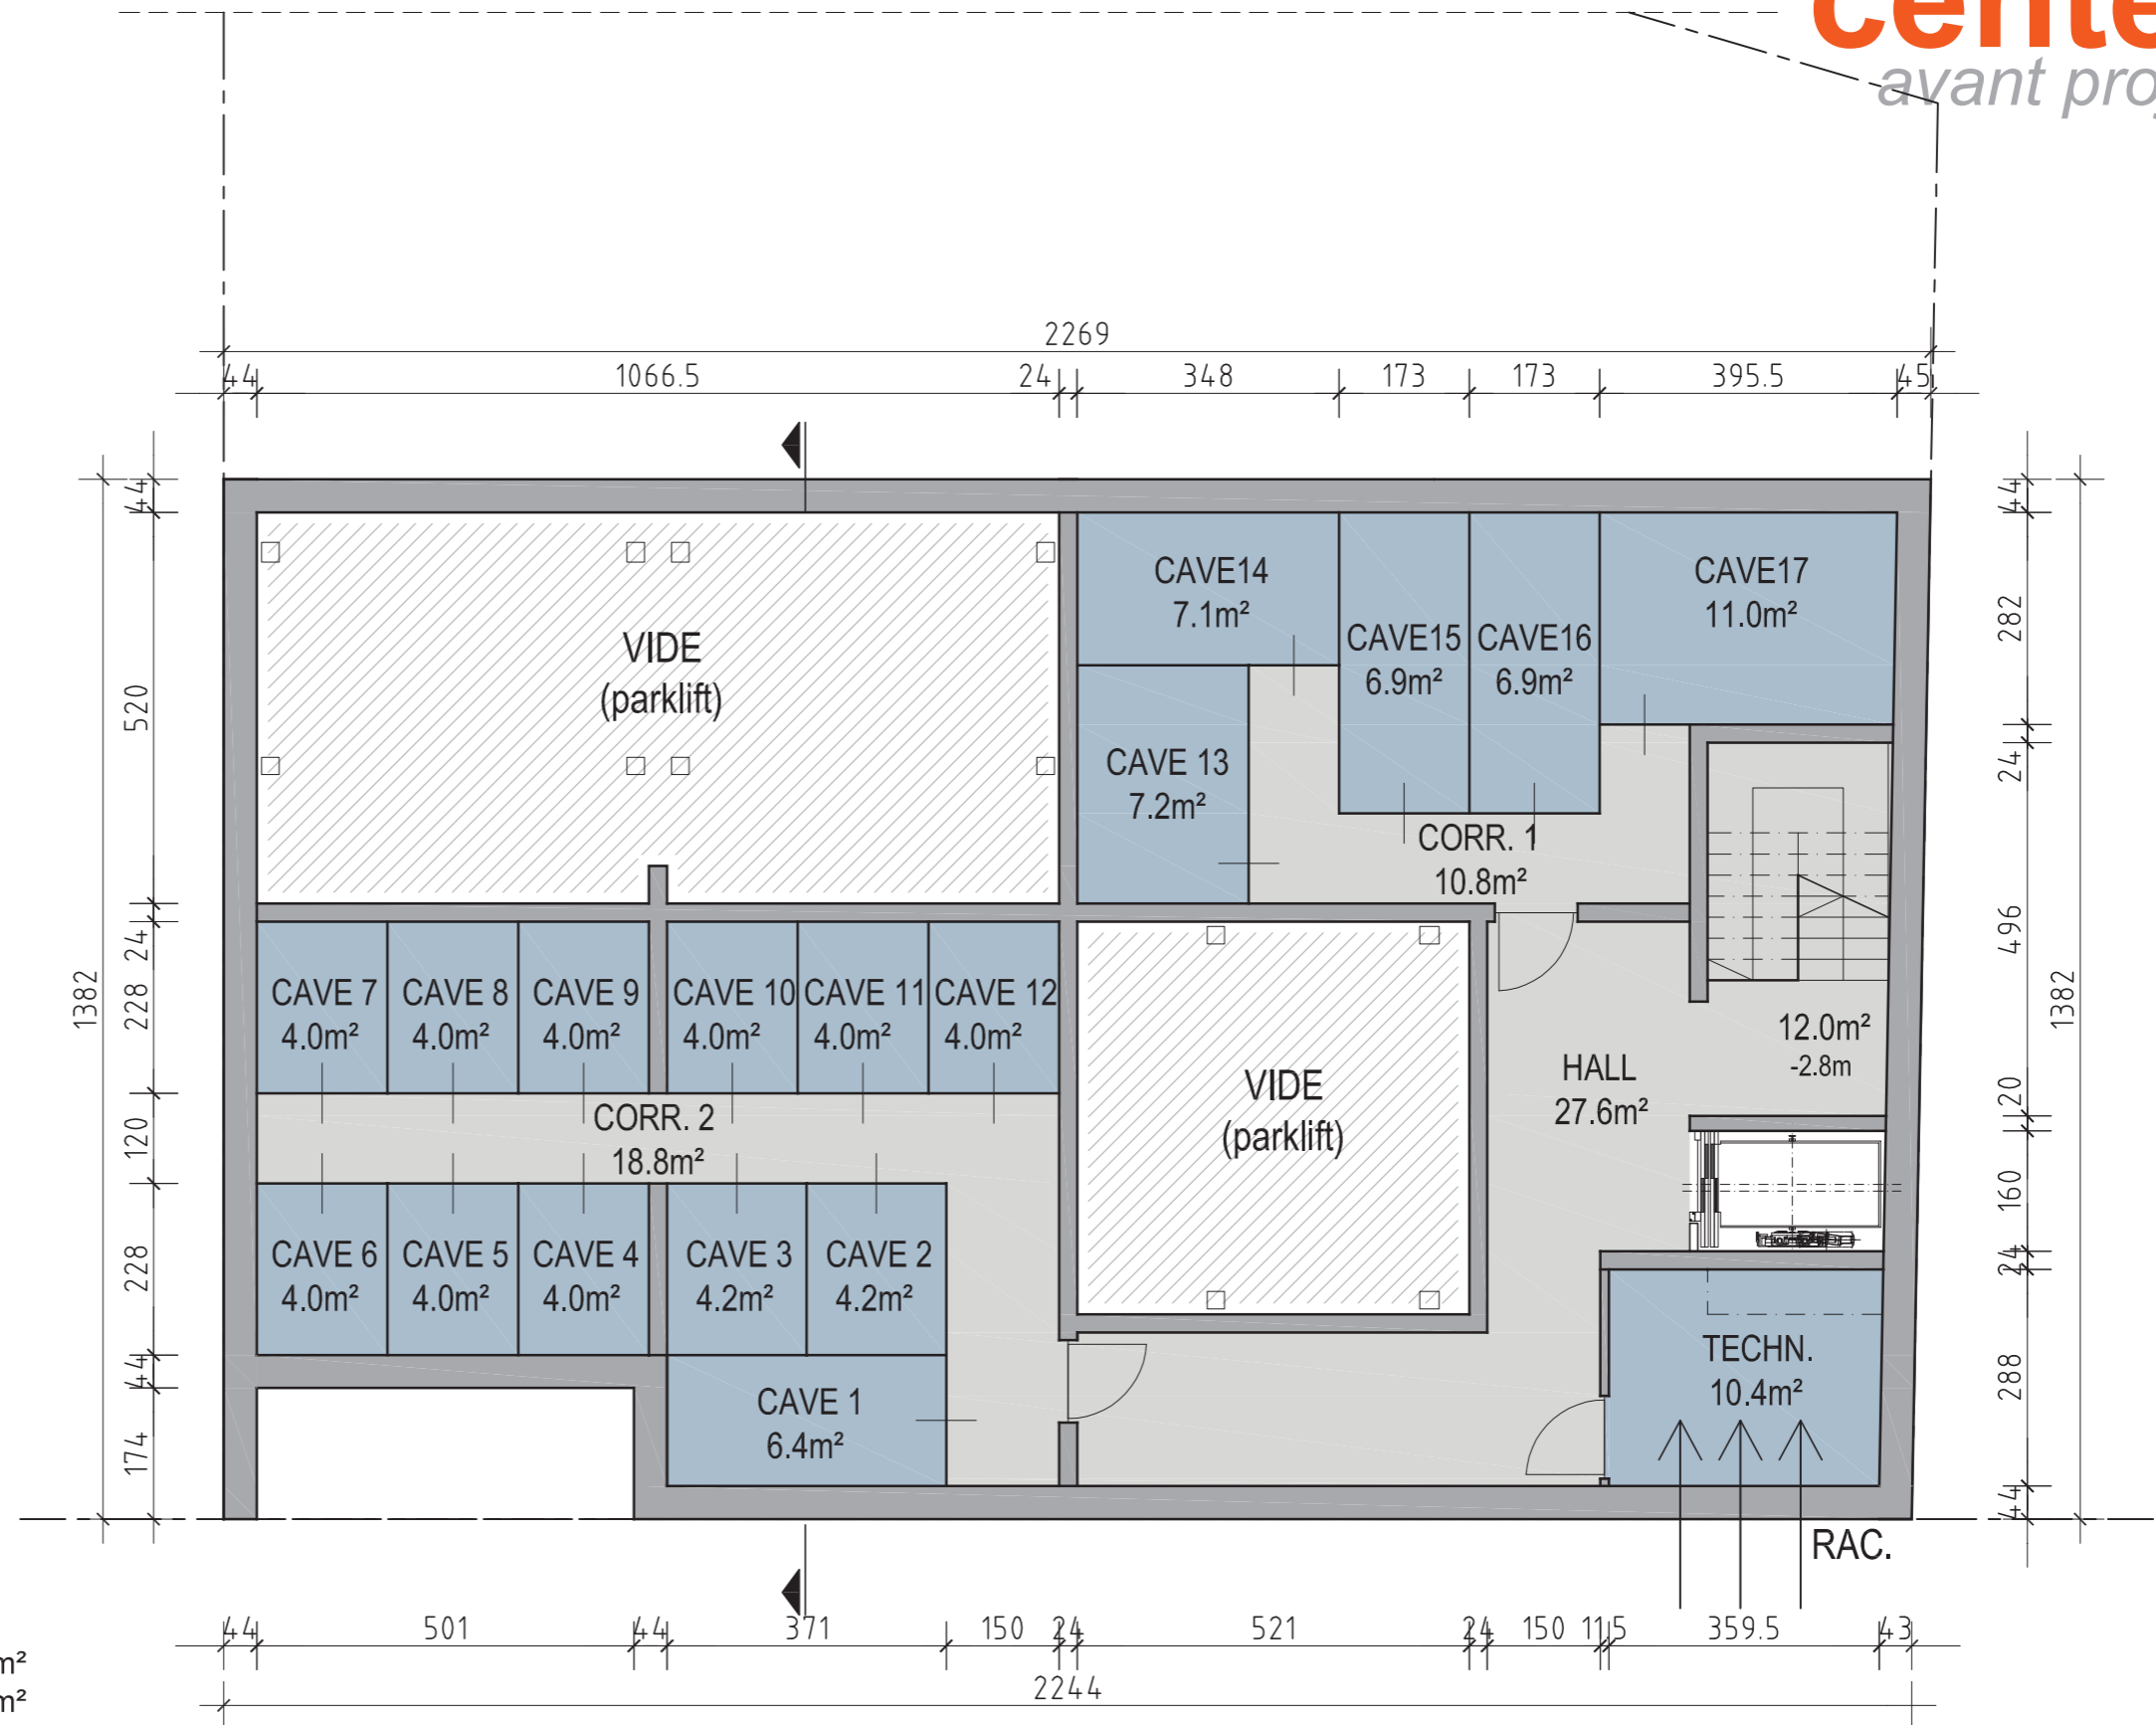 cente
avant pro
2269
44 1066.5 24 348 173 173 395.5 45
44 520 24 228 120 228 44 174
1382
44 282 24 496 20 160 24 288 44
1382
VIDE
(parklift)
CAVE14
7.1m²
CAVE15
6.9m²
CAVE16
6.9m²
CAVE17
11.0m²
CAVE 13
7.2m²
CORR. 1
10.8m²
CAVE 7
4.0m²
CAVE 8
4.0m²
CAVE 9
4.0m²
CAVE 10
4.0m²
CAVE 11
4.0m²
CAVE 12
4.0m²
VIDE
(parklift)
HALL
27.6m²
12.0m²
-2.8m
CORR. 2
18.8m²
CAVE 6
4.0m²
CAVE 5
4.0m²
CAVE 4
4.0m²
CAVE 3
4.2m²
CAVE 2
4.2m²
CAVE 1
6.4m²
TECHN.
10.4m²
RAC.
44 501 44 371 150 24 521 24 150 11.5 359.5 43
2244
m²
m²